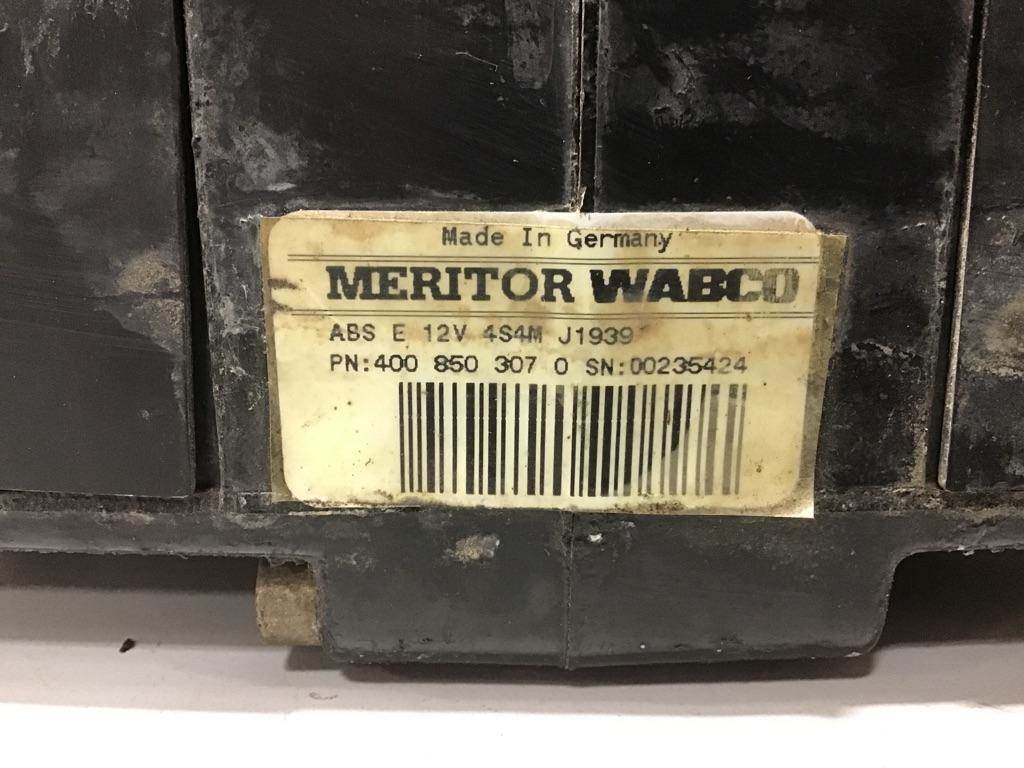 Made In Germany
MERITOR WABCO
ABS E 12V 4S4M J1939
PN:400 850 307 0 SN:00235424